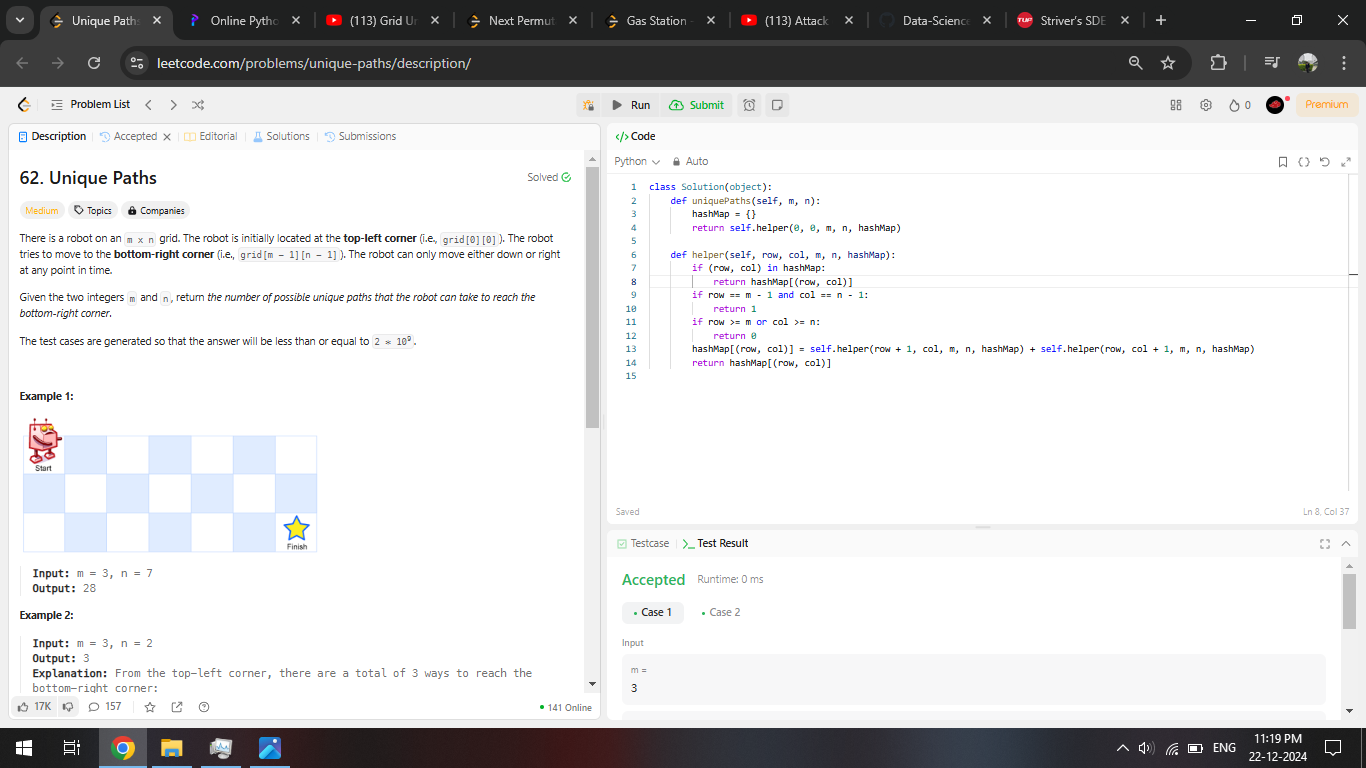 Unique Paths
Online Pytho
(113) Grid Un
Next Permut
Gas Station -
(113) Attack
Data-Science
TUF
Striver's SDE
leetcode.com/problems/unique-paths/description/
Problem List
Run
Submit
0
Premium
Description
Accepted
Editorial
Solutions
Submissions
62. Unique Paths
Solved
Medium
Topics
Companies
There is a robot on an m x n grid. The robot is initially located at the top-left corner (i.e., grid[0][0]). The robot
tries to move to the bottom-right corner (i.e., grid[m - 1][n - 1]). The robot can only move either down or right
at any point in time.
Given the two integers m and n, return the number of possible unique paths that the robot can take to reach the
bottom-right corner.
The test cases are generated so that the answer will be less than or equal to 2 * 10⁹.
Example 1:
Start
Finish
Input: m = 3, n = 7
Output: 28
Example 2:
Input: m = 3, n = 2
Output: 3
Explanation: From the top-left corner, there are a total of 3 ways to reach the
bottom-right corner:
17K
157
141 Online
</> Code
Python
Auto
1 class Solution(object):
2     def uniquePaths(self, m, n):
3         hashMap = {}
4         return self.helper(0, 0, m, n, hashMap)
5
6     def helper(self, row, col, m, n, hashMap):
7         if (row, col) in hashMap:
8             return hashMap[(row, col)]
9         if row == m - 1 and col == n - 1:
10             return 1
11         if row >= m or col >= n:
12             return 0
13         hashMap[(row, col)] = self.helper(row + 1, col, m, n, hashMap) + self.helper(row, col + 1, m, n, hashMap)
14         return hashMap[(row, col)]
15
Saved
Ln 8, Col 37
Testcase
Test Result
Accepted
Runtime: 0 ms
Case 1
Case 2
Input
m =
3
ENG
11:19 PM
22-12-2024